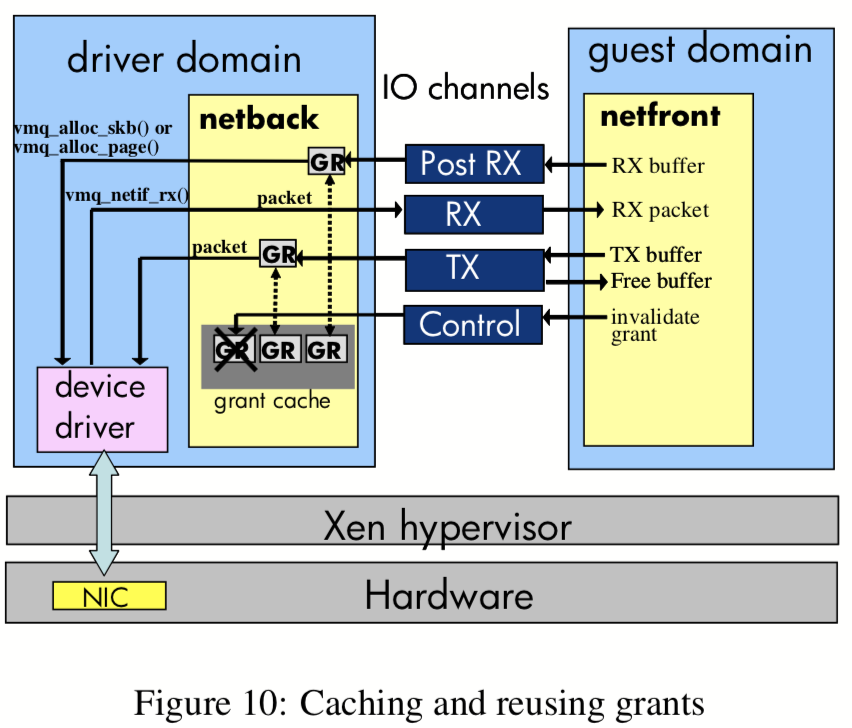 driver domain
guest domain
IO channels
netback
netfront
vmq_alloc_skb() or
vmq_alloc_page()
GR
Post RX
RX buffer
vmq_netif_rx()
packet
RX
RX packet
packet
GR
TX
TX buffer
Free buffer
Control
invalidate
grant
GR GR GR
grant cache
device
driver
Xen hypervisor
NIC
Hardware
Figure 10: Caching and reusing grants